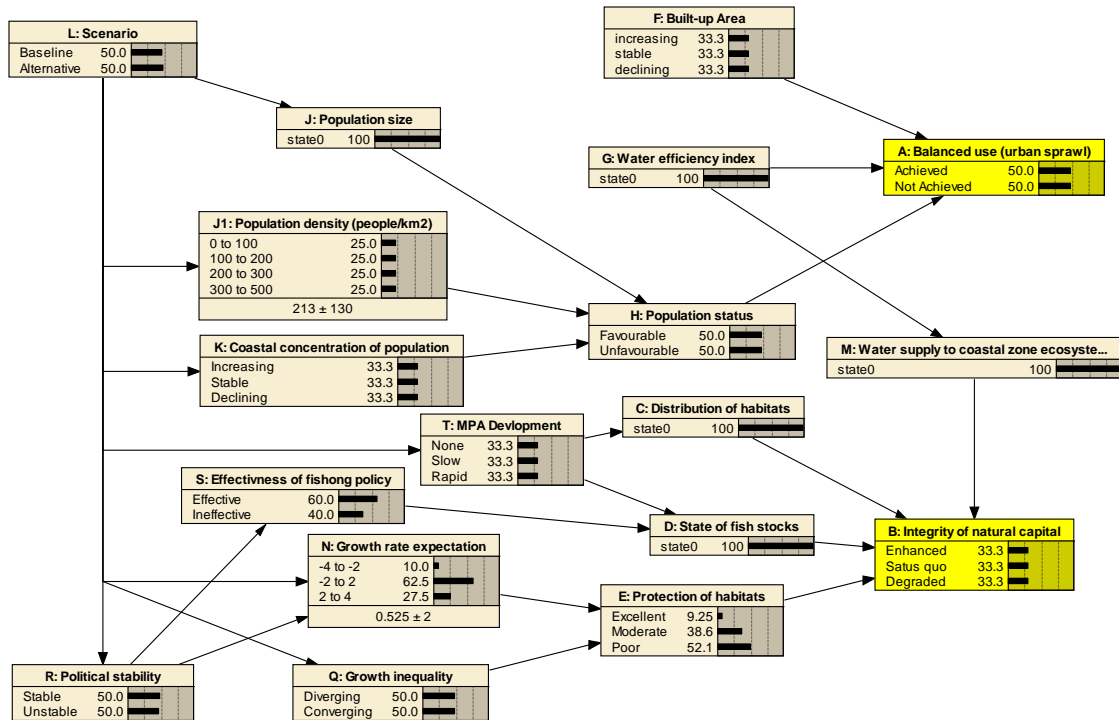 L: Scenario
Baseline 50.0
Alternative 50.0
F: Built-up Area
increasing 33.3
stable 33.3
declining 33.3
J: Population size
state0 100
G: Water efficiency index
state0 100
A: Balanced use (urban sprawl)
Achieved 50.0
Not Achieved 50.0
J1: Population density (people/km2)
0 to 100 25.0
100 to 200 25.0
200 to 300 25.0
300 to 500 25.0
213 ± 130
H: Population status
Favourable 50.0
Unfavourable 50.0
K: Coastal concentration of population
Increasing 33.3
Stable 33.3
Declining 33.3
M: Water supply to coastal zone ecosyste...
state0 100
T: MPA Devlopment
None 33.3
Slow 33.3
Rapid 33.3
C: Distribution of habitats
state0 100
S: Effectivness of fishong policy
Effective 60.0
Ineffective 40.0
D: State of fish stocks
state0 100
B: Integrity of natural capital
Enhanced 33.3
Satus quo 33.3
Degraded 33.3
N: Growth rate expectation
-4 to -2 10.0
-2 to 2 62.5
2 to 4 27.5
0.525 ± 2
E: Protection of habitats
Excellent 9.25
Moderate 38.6
Poor 52.1
R: Political stability
Stable 50.0
Unstable 50.0
Q: Growth inequality
Diverging 50.0
Converging 50.0